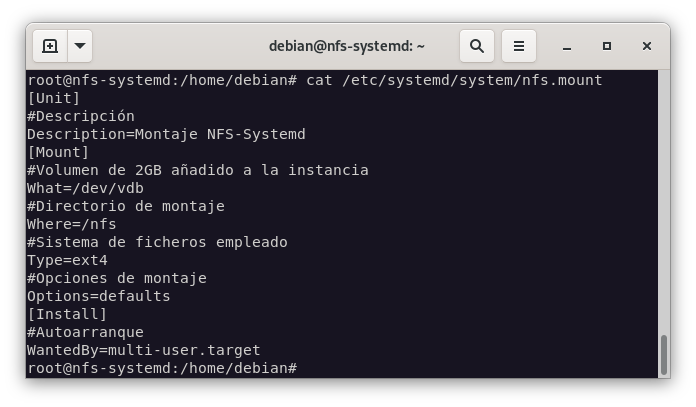 debian@nfs-systemd: ~
root@nfs-systemd:/home/debian# cat /etc/systemd/system/nfs.mount
[Unit]
#Descripción
Description=Montaje NFS-Systemd
[Mount]
#Volumen de 2GB añadido a la instancia
What=/dev/vdb
#Directorio de montaje
Where=/nfs
#Sistema de ficheros empleado
Type=ext4
#Opciones de montaje
Options=defaults
[Install]
#Autoarranque
WantedBy=multi-user.target
root@nfs-systemd:/home/debian#